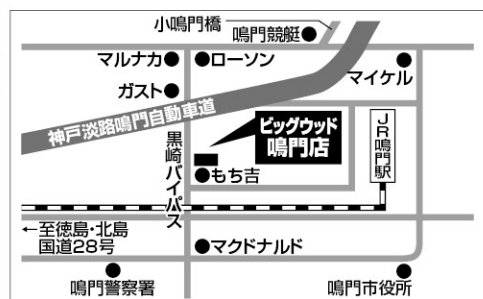 小鳴門橋
鳴門競艇
マルナカ
ローソン
マイケル
ガスト
神戸淡路鳴門自動車道
ビッグウッド
鳴門店
JR鳴門駅
黒崎バイパス
もち吉
←至徳島・北島
国道28号
マクドナルド
鳴門警察署
鳴門市役所